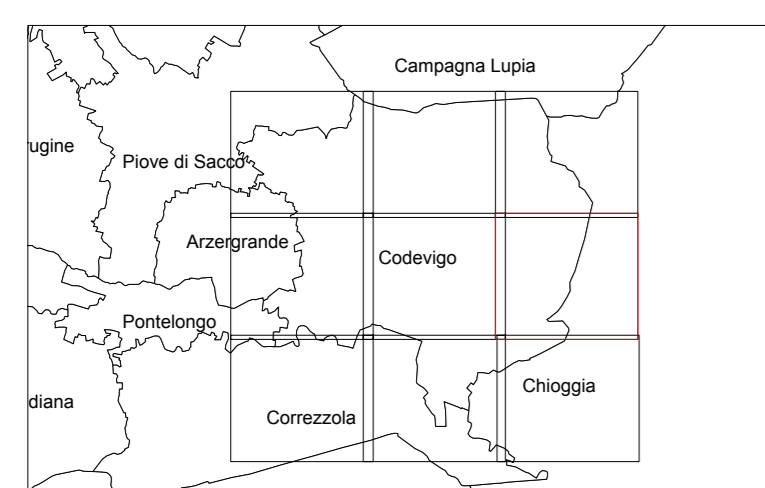 Campagna Lupia
rugine
Piove di Sacco
Arzergrande
Codevigo
Pontelongo
Chioggia
diana
Correzzola